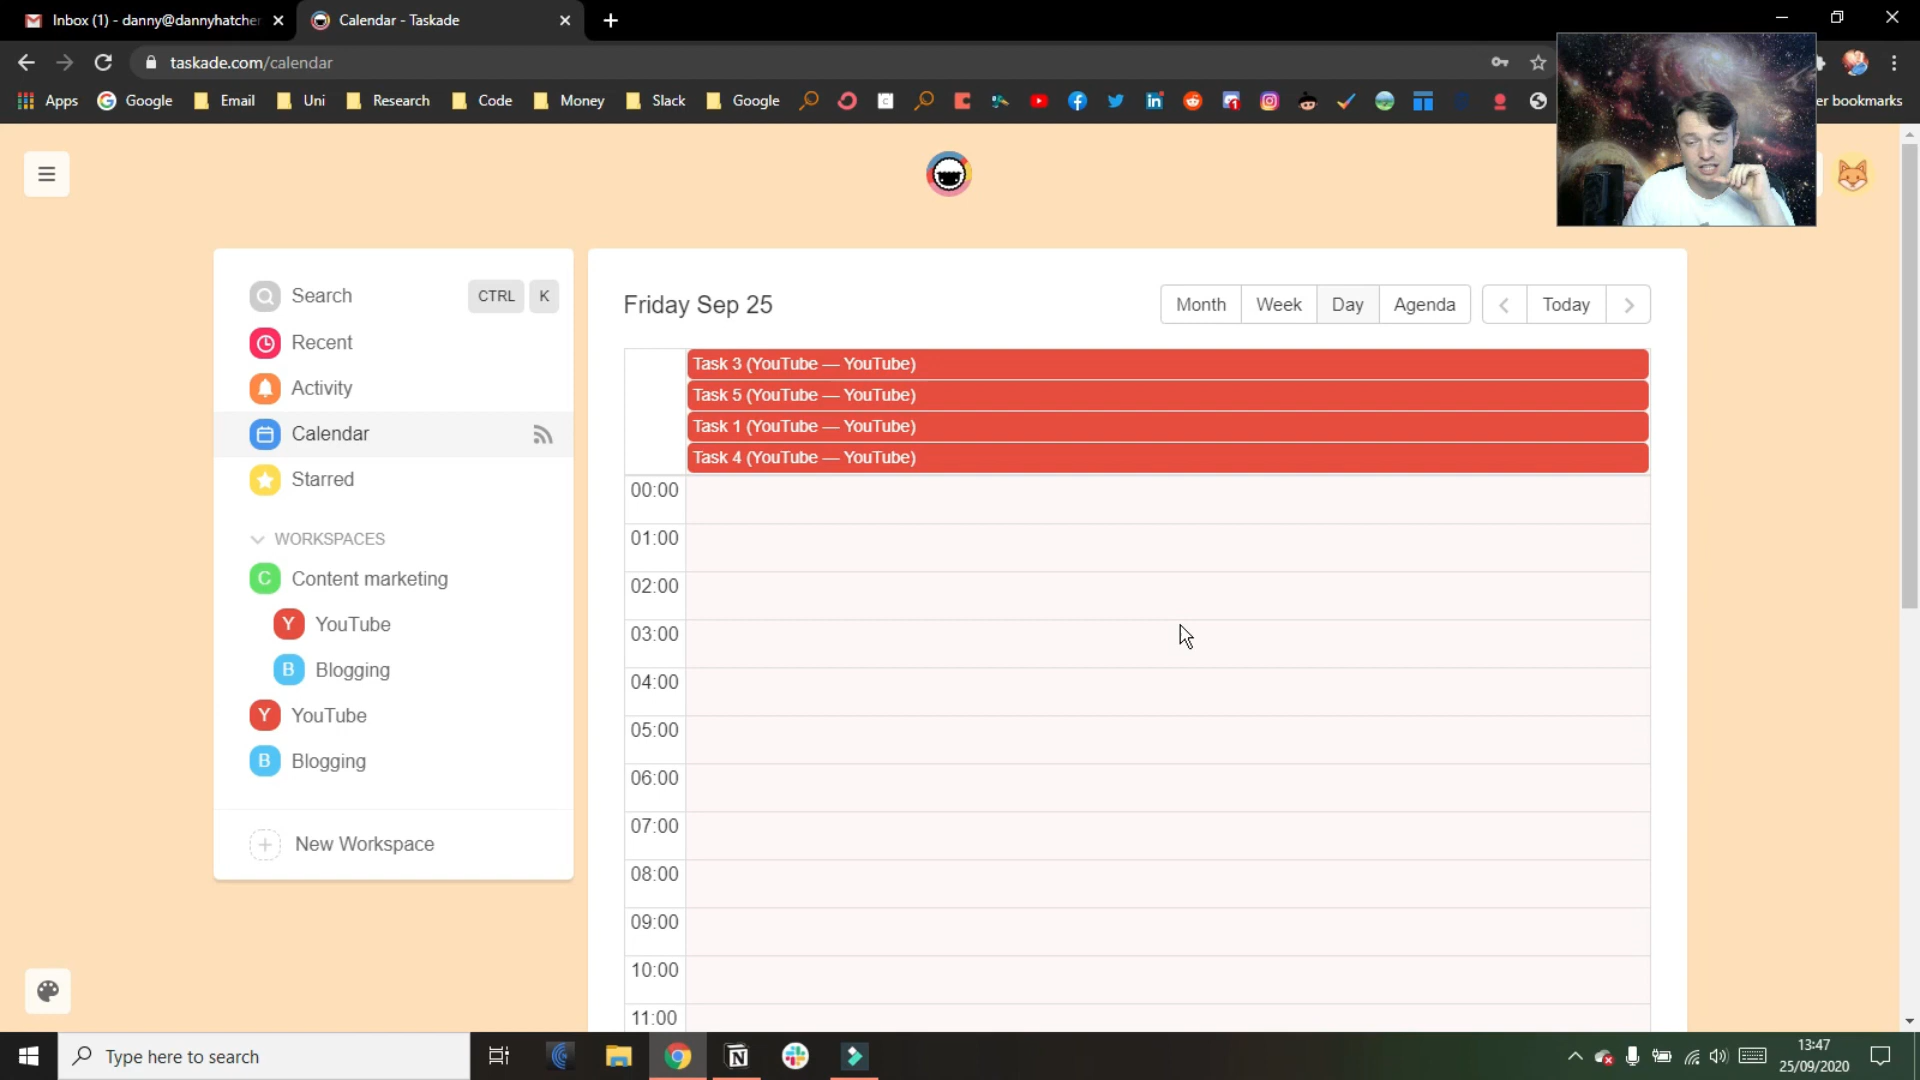 Inbox (1) - danny@dannyhatcher
Calendar - Taskade
taskade.com/calendar
Apps
Google
Email
Uni
Research
Code
Money
Slack
Google
er bookmarks
Search
CTRL
K
Recent
Activity
Calendar
Starred
WORKSPACES
C
Content marketing
Y
YouTube
B
Blogging
Y
YouTube
B
Blogging
New Workspace
Friday Sep 25
Month
Week
Day
Agenda
Today
Task 3 (YouTube — YouTube)
Task 5 (YouTube — YouTube)
Task 1 (YouTube — YouTube)
Task 4 (YouTube — YouTube)
00:00
01:00
02:00
03:00
04:00
05:00
06:00
07:00
08:00
09:00
10:00
11:00
Type here to search
13:47
25/09/2020